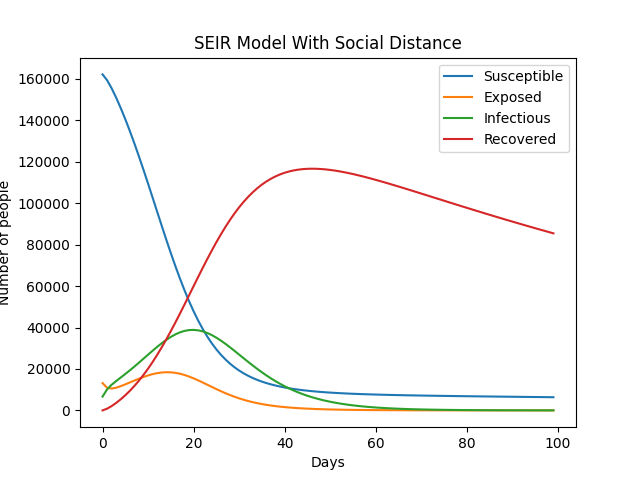 SEIR Model With Social Distance
Susceptible
Exposed
Infectious
Recovered
160000
140000
120000
100000
80000
60000
40000
20000
0
Number of people
0 20 40 60 80 100
Days